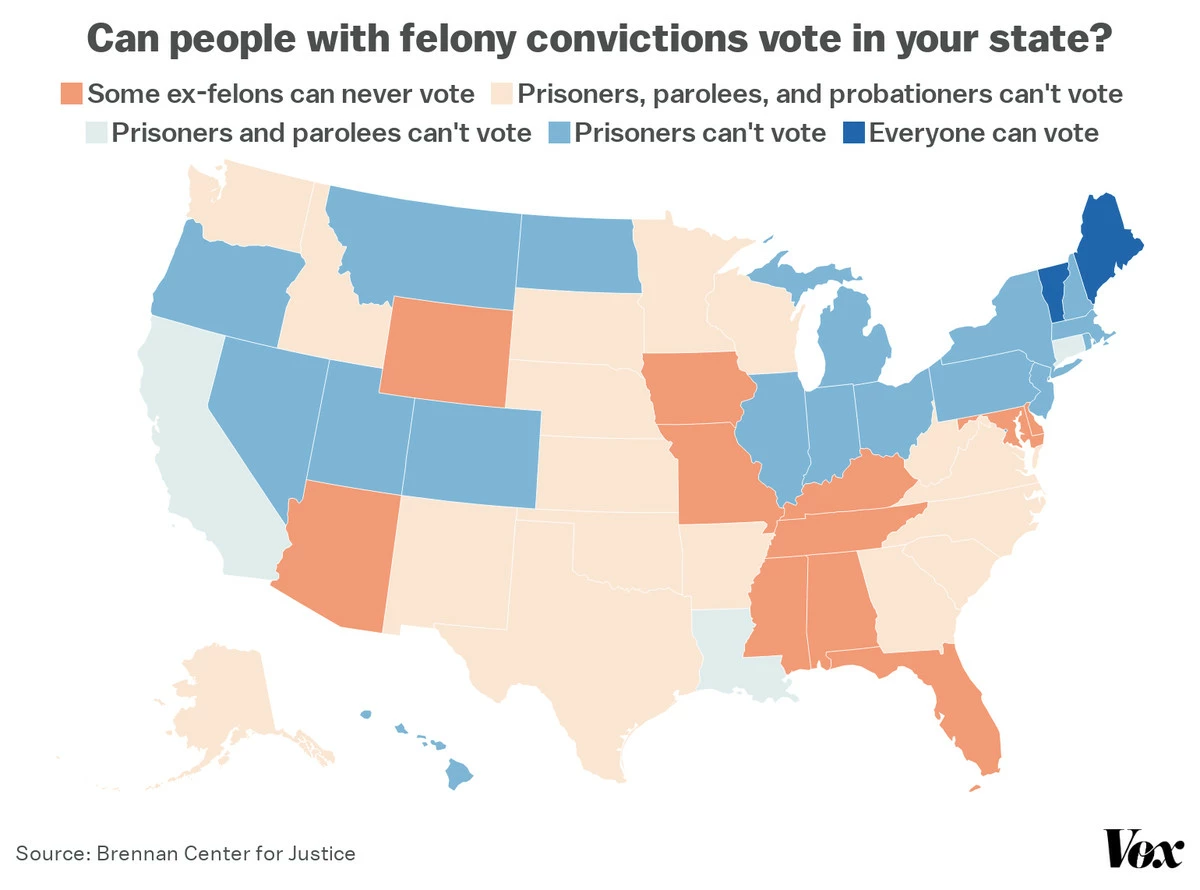 Can people with felony convictions vote in your state?
Some ex-felons can never vote Prisoners, parolees, and probationers can't vote
Prisoners and parolees can't vote Prisoners can't vote Everyone can vote
Source: Brennan Center for Justice
Vox